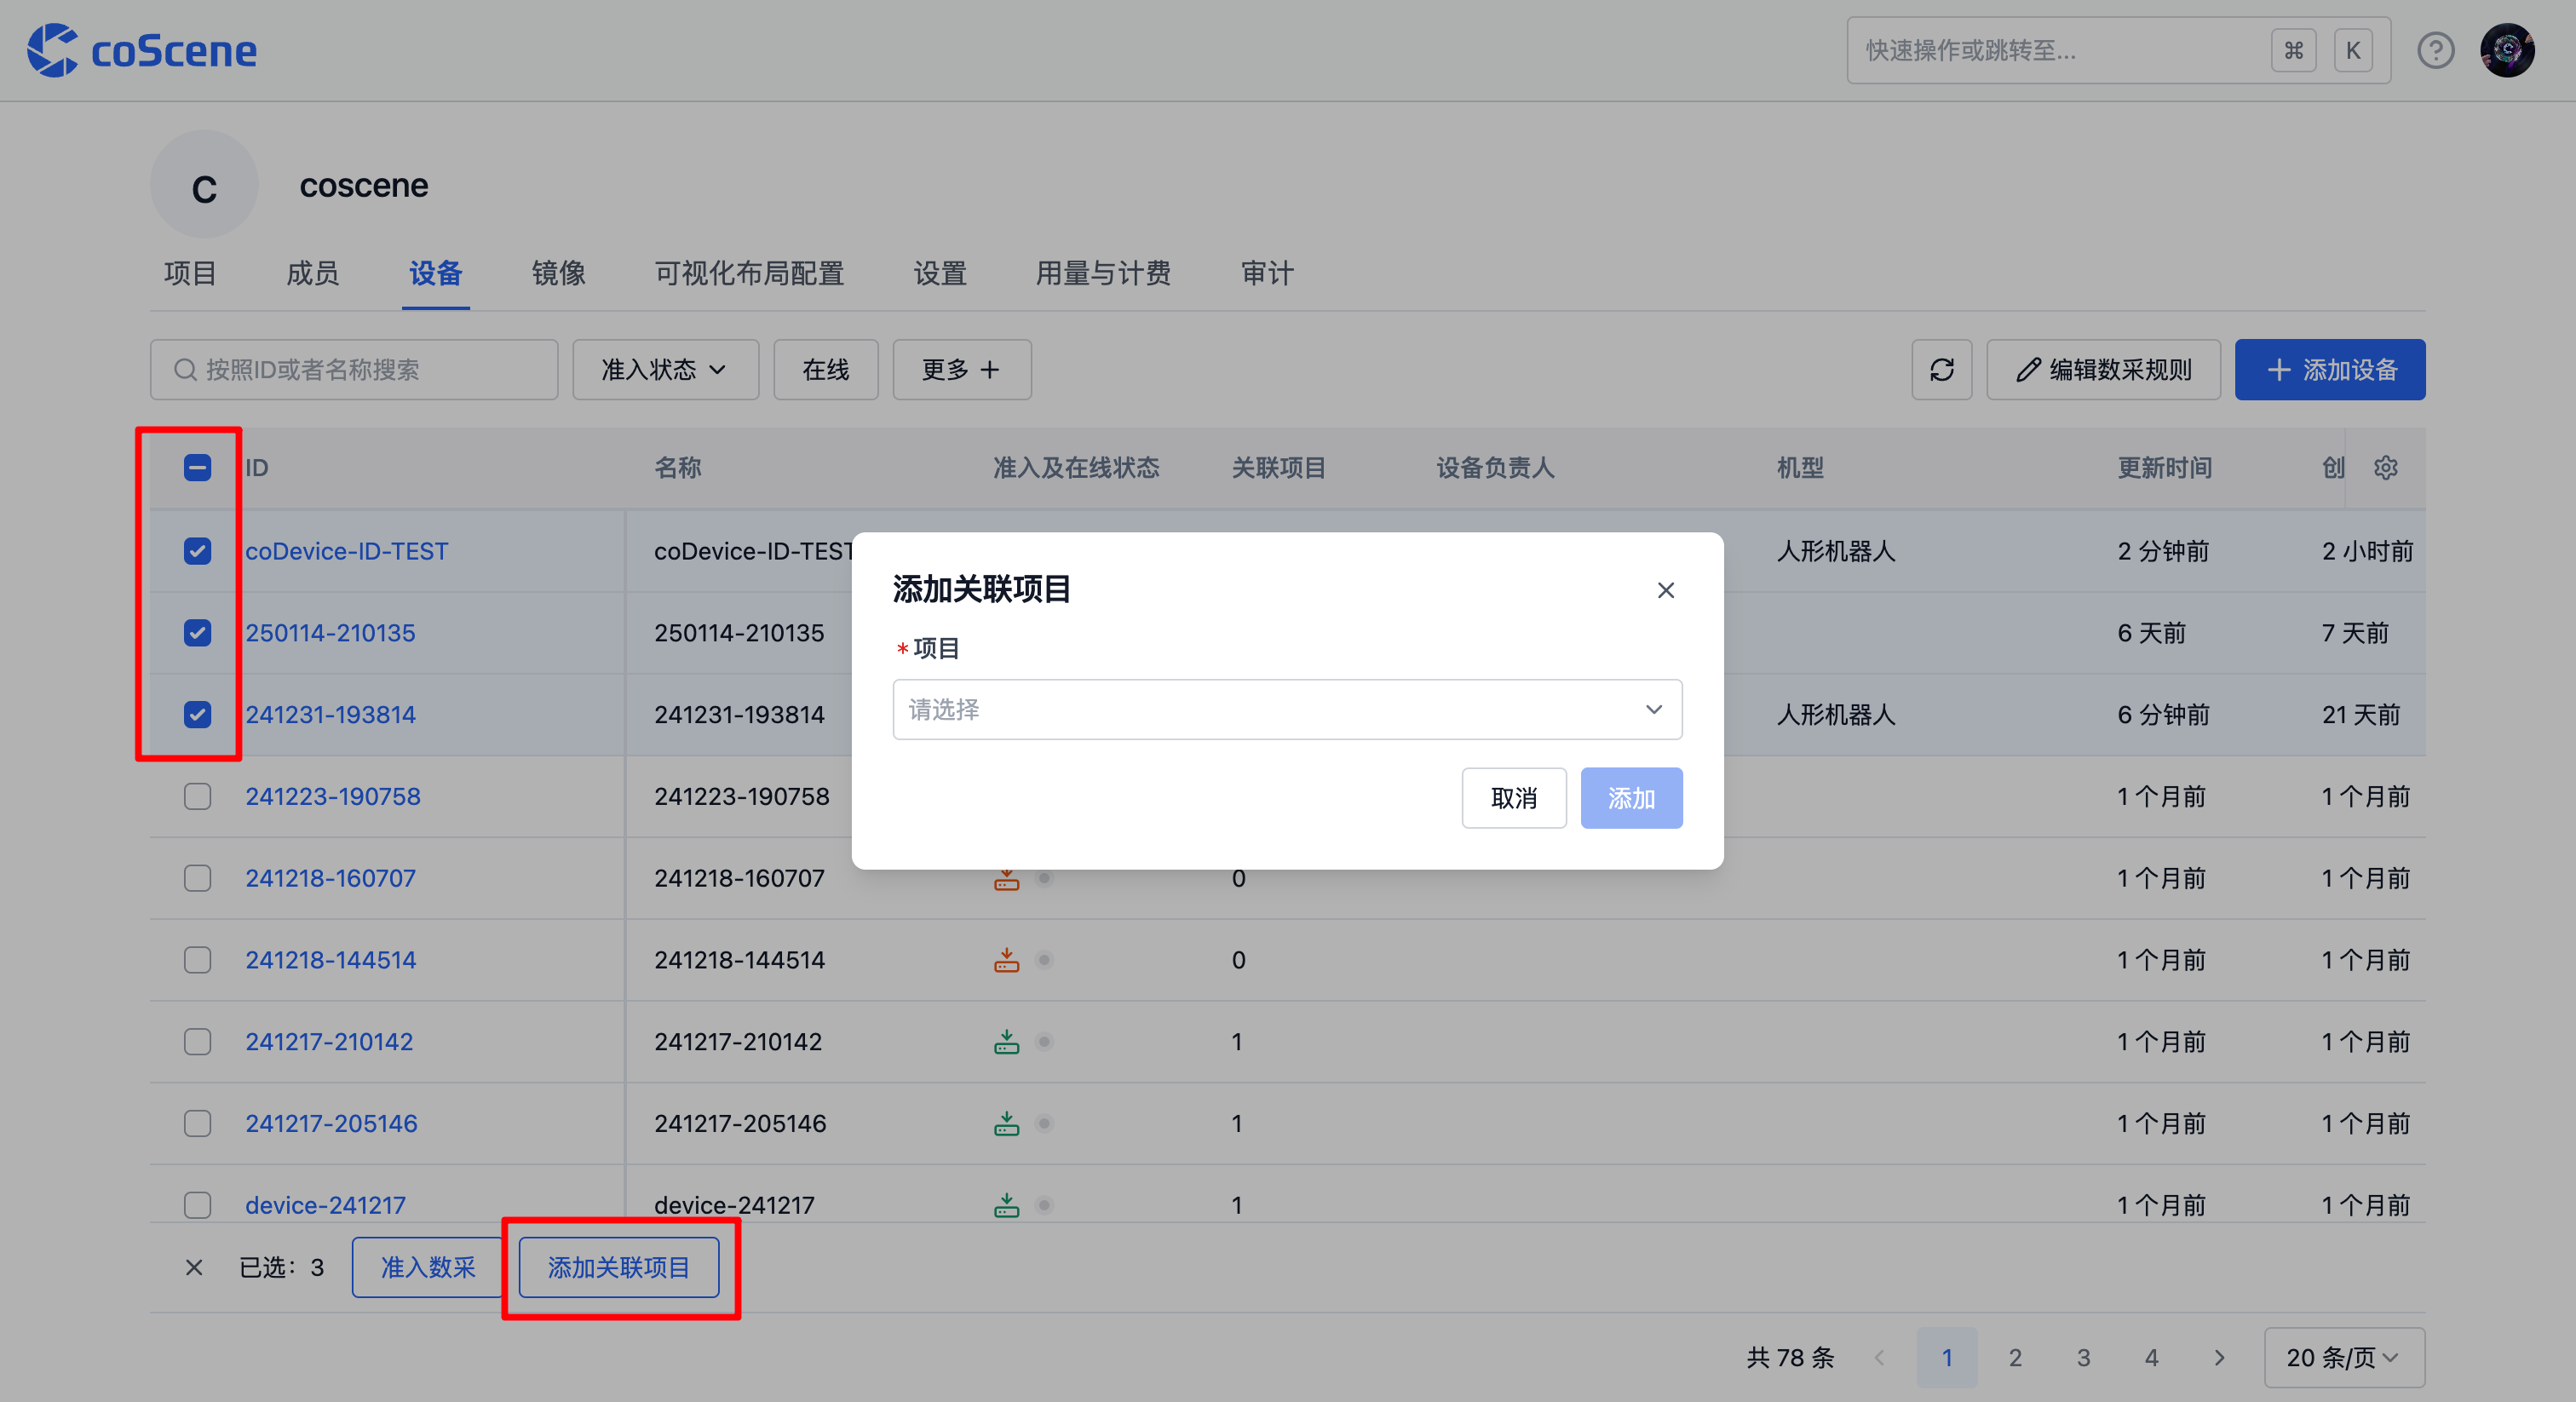 coScene
快速操作或跳转至... ⌘ K
C
coscene
项目 成员 设备 镜像 可视化布局配置 设置 用量与计费 审计
按照ID或者名称搜索 准入状态 在线 更多 + 编辑数采规则 + 添加设备
ID 名称 准入及在线状态 关联项目 设备负责人 机型 更新时间 创
coDevice-ID-TEST coDevice-ID-TEST 人形机器人 2 分钟前 2 小时前
250114-210135 250114-210135 6 天前 7 天前
241231-193814 241231-193814 人形机器人 6 分钟前 21 天前
添加关联项目
*项目
请选择
取消 添加
241223-190758 241223-190758 1 个月前 1 个月前
241218-160707 241218-160707 0 1 个月前 1 个月前
241218-144514 241218-144514 0 1 个月前 1 个月前
241217-210142 241217-210142 1 1 个月前 1 个月前
241217-205146 241217-205146 1 1 个月前 1 个月前
device-241217 device-241217 1 1 个月前 1 个月前
已选：3 准入数采 添加关联项目
共 78 条 1 2 3 4 20 条/页